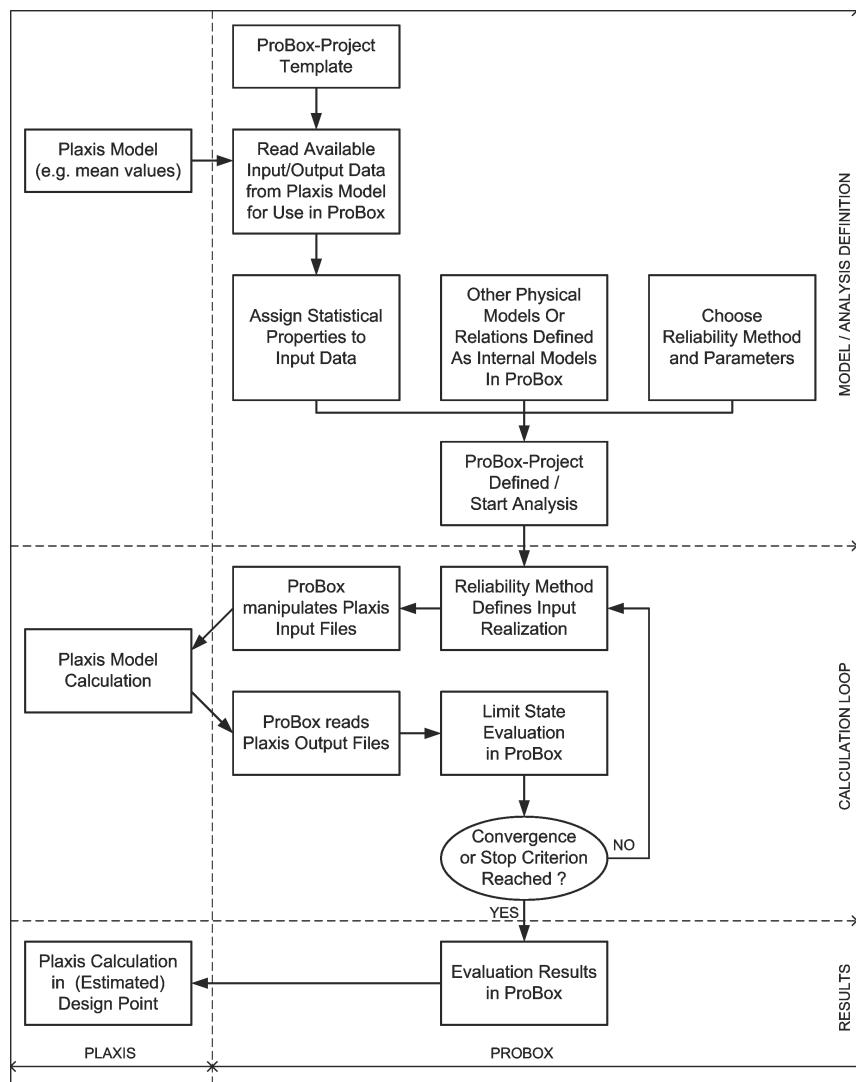 ProBox-Project
Template
Plaxis Model
(e.g. mean values)
Read Available
Input/Output Data
from Plaxis Model
for Use in ProBox
Assign Statistical
Properties to
Input Data
Other Physical
Models Or
Relations Defined
As Internal Models
In ProBox
Choose
Reliability Method
and Parameters
MODEL / ANALYSIS DEFINITION
ProBox-Project
Defined /
Start Analysis
ProBox
manipulates Plaxis
Input Files
Reliability Method
Defines Input
Realization
Plaxis Model
Calculation
ProBox reads
Plaxis Output Files
Limit State
Evaluation
in ProBox
CALCULATION LOOP
Convergence
or Stop Criterion
Reached ?
NO
YES
Plaxis Calculation
in (Estimated)
Design Point
Evaluation Results
in ProBox
RESULTS
PLAXIS
PROBOX